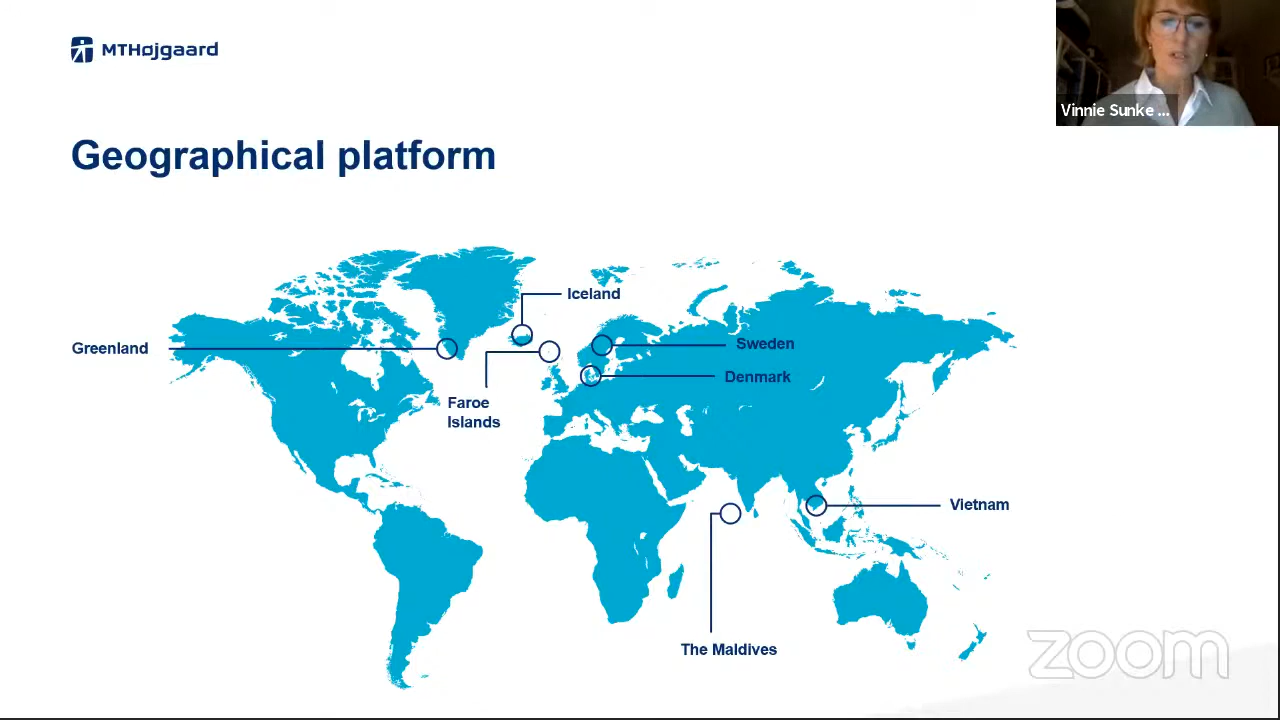 MTHøjgaard
Vinnie Sunke ...
Geographical platform
Iceland
Greenland
Sweden
Denmark
Faroe
Islands
Vietnam
The Maldives
zoom